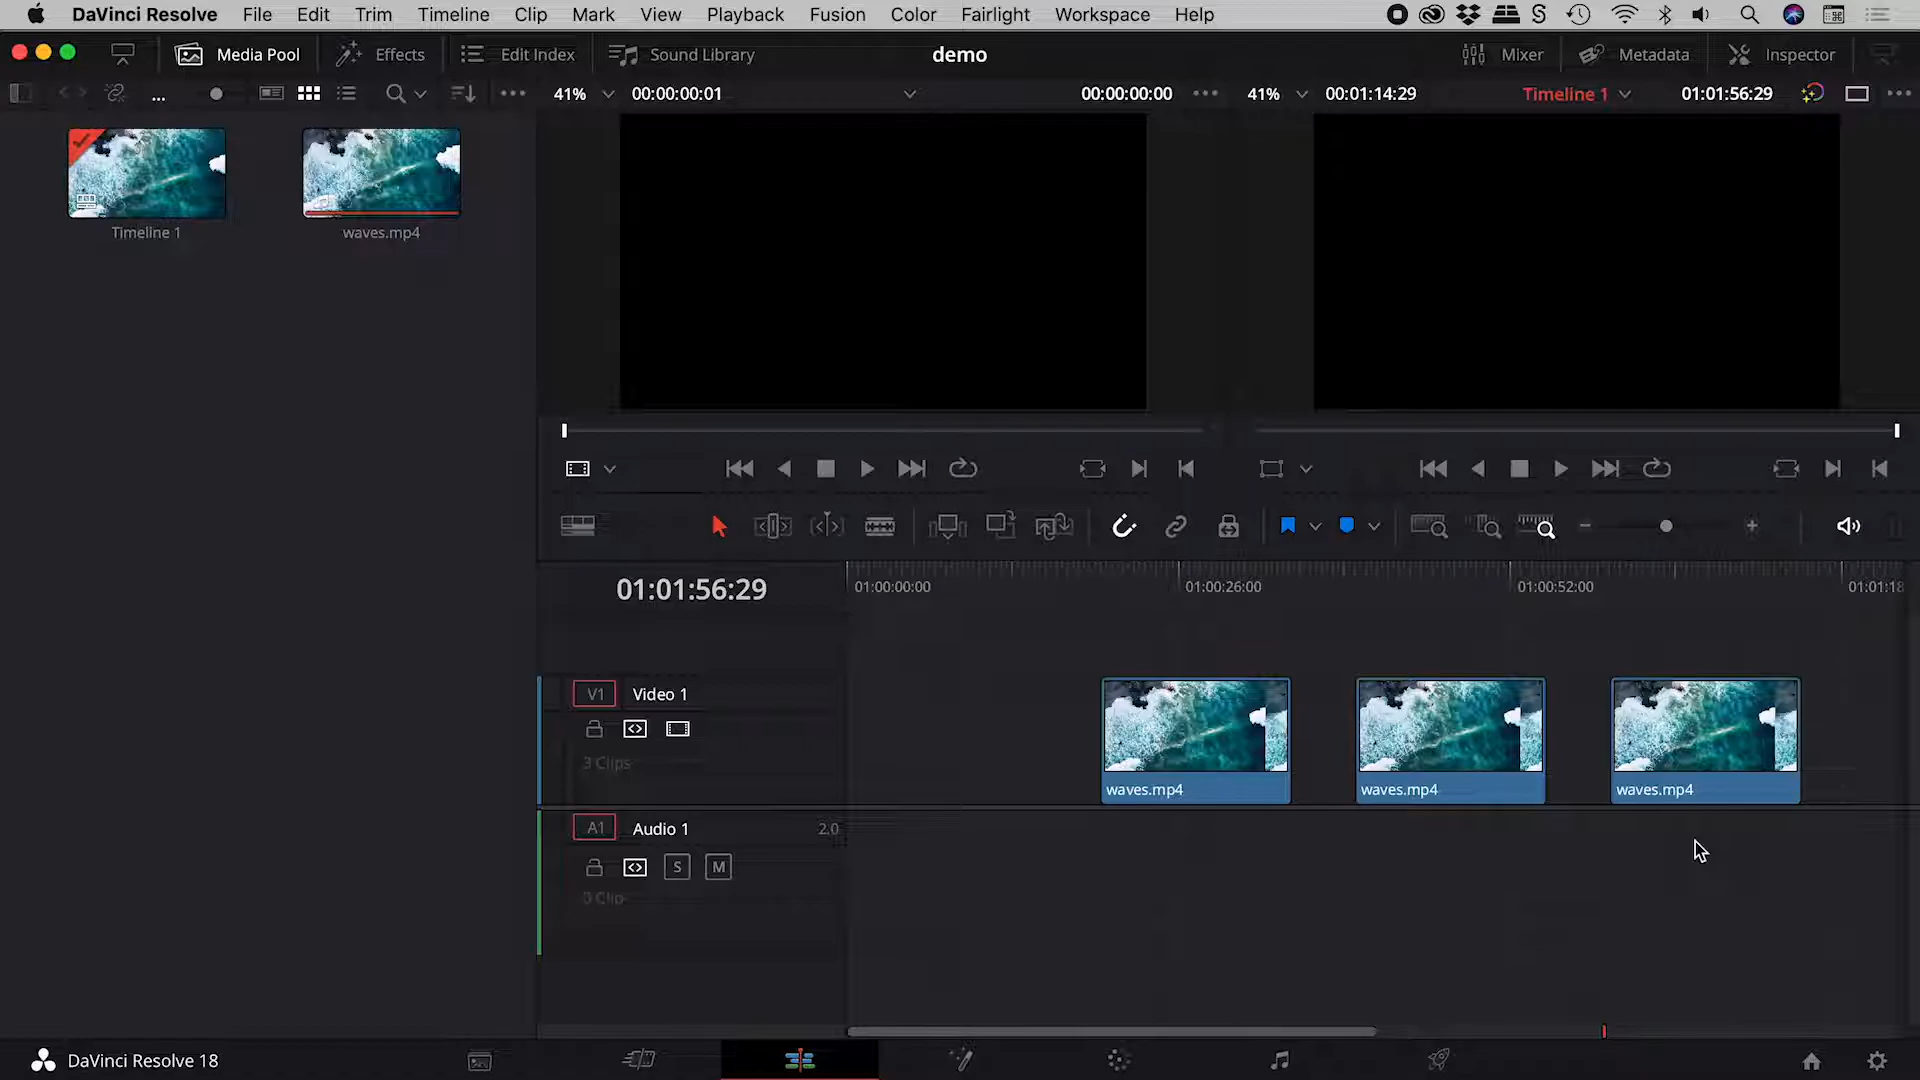 DaVinci Resolve File Edit Trim Timeline Clip Mark View Playback Fusion Color Fairlight Workspace Help
Media Pool Effects Edit Index Sound Library demo Mixer Metadata Inspector
... 41% 00:00:00:01 00:00:00:00 41% 00:01:14:29 Timeline 1 01:01:56:29
Timeline 1 waves.mp4
01:01:56:29 01:00:00:00 01:00:26:00 01:00:52:00 01:01:18
V1 Video 1
3 Clips
waves.mp4 waves.mp4 waves.mp4
A1 Audio 1 2.0
S M
0 Clip
DaVinci Resolve 18